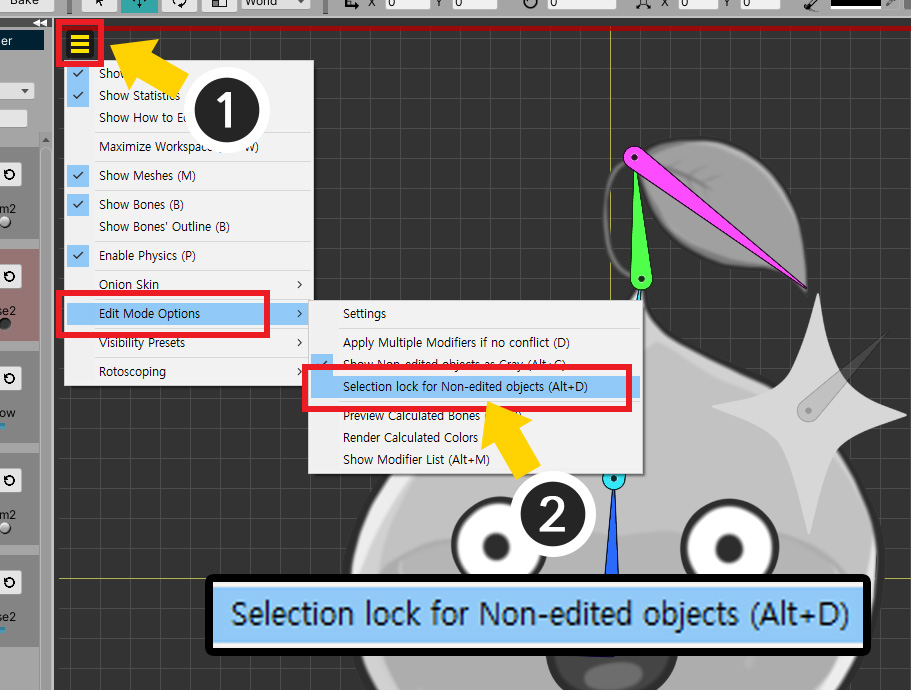 Bake
World
X
0
Y
0
0
X
0
Y
0
er
1
Show Statistics
Show How to
Maximize Workspace
W)
Show Meshes (M)
m2
Show Bones (B)
Show Bones' Outline (B)
Enable Physics (P)
Onion Skin
se2
Edit Mode Options
Settings
Visibility Presets
Apply Multiple Modifiers if no conflict (D)
Show Non-edited objects as Gray (Alt+G)
Rotoscoping
Selection lock for Non-edited objects (Alt+D)
ow
Preview Calculated Bones
Render Calculated Colors
Show Modifier List (Alt+M)
2
m2
Selection lock for Non-edited objects (Alt+D)
se2